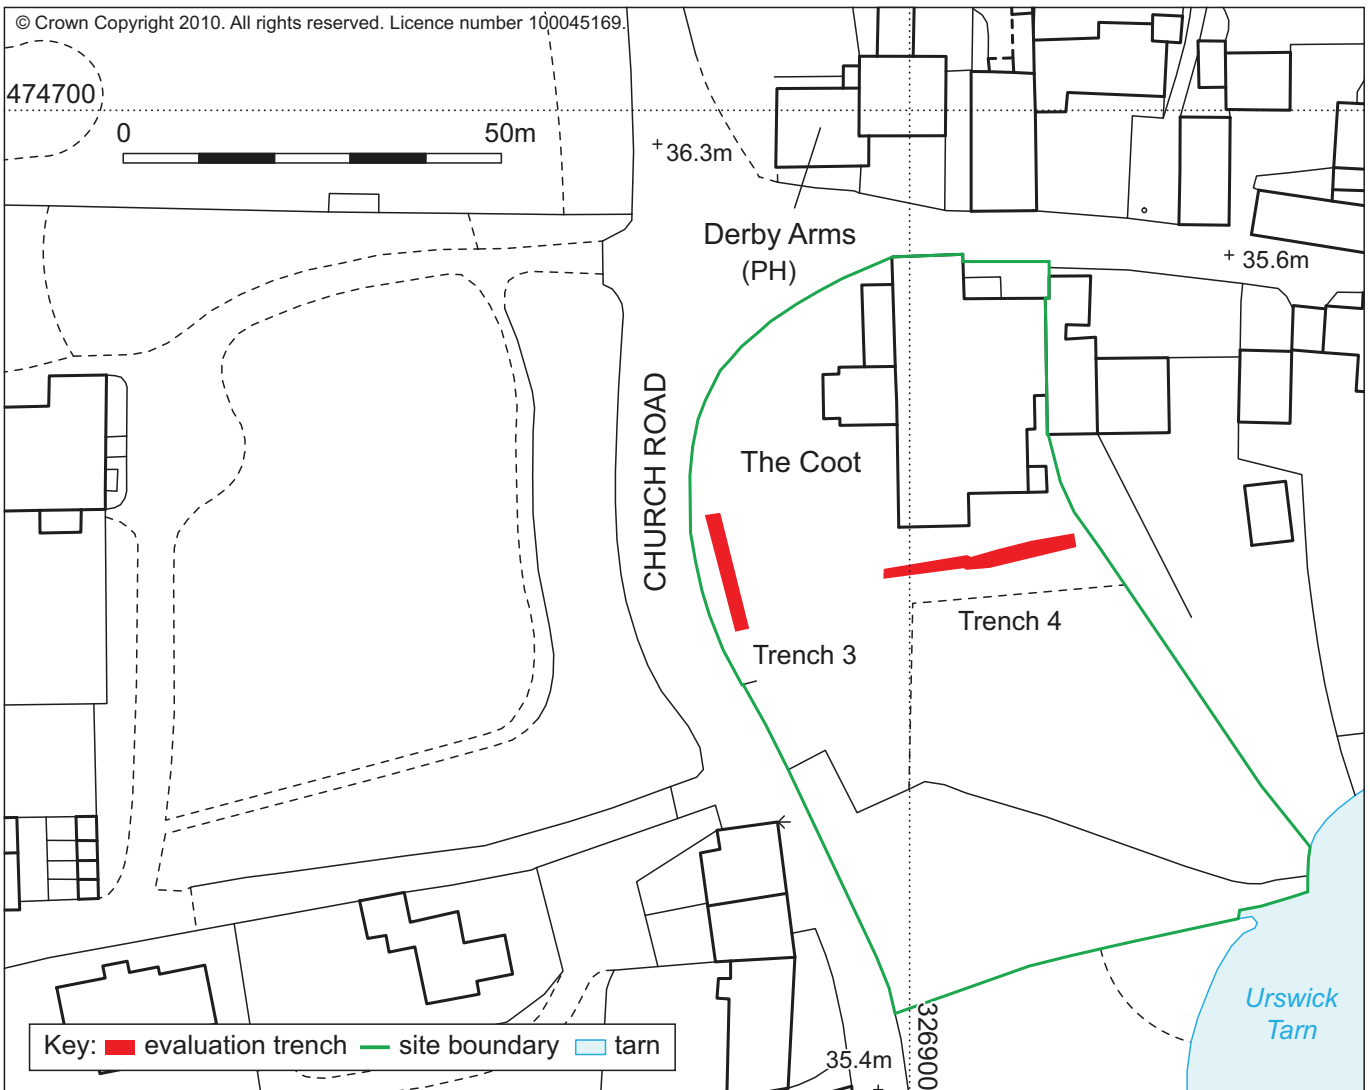 © Crown Copyright 2010. All rights reserved. Licence number 100045169.
474700
0 50m
36.3m
Derby Arms
(PH)
35.6m
CHURCH ROAD
The Coot
Trench 4
Trench 3
Urswick
Tarn
326900
35.4m
Key: evaluation trench site boundary tarn